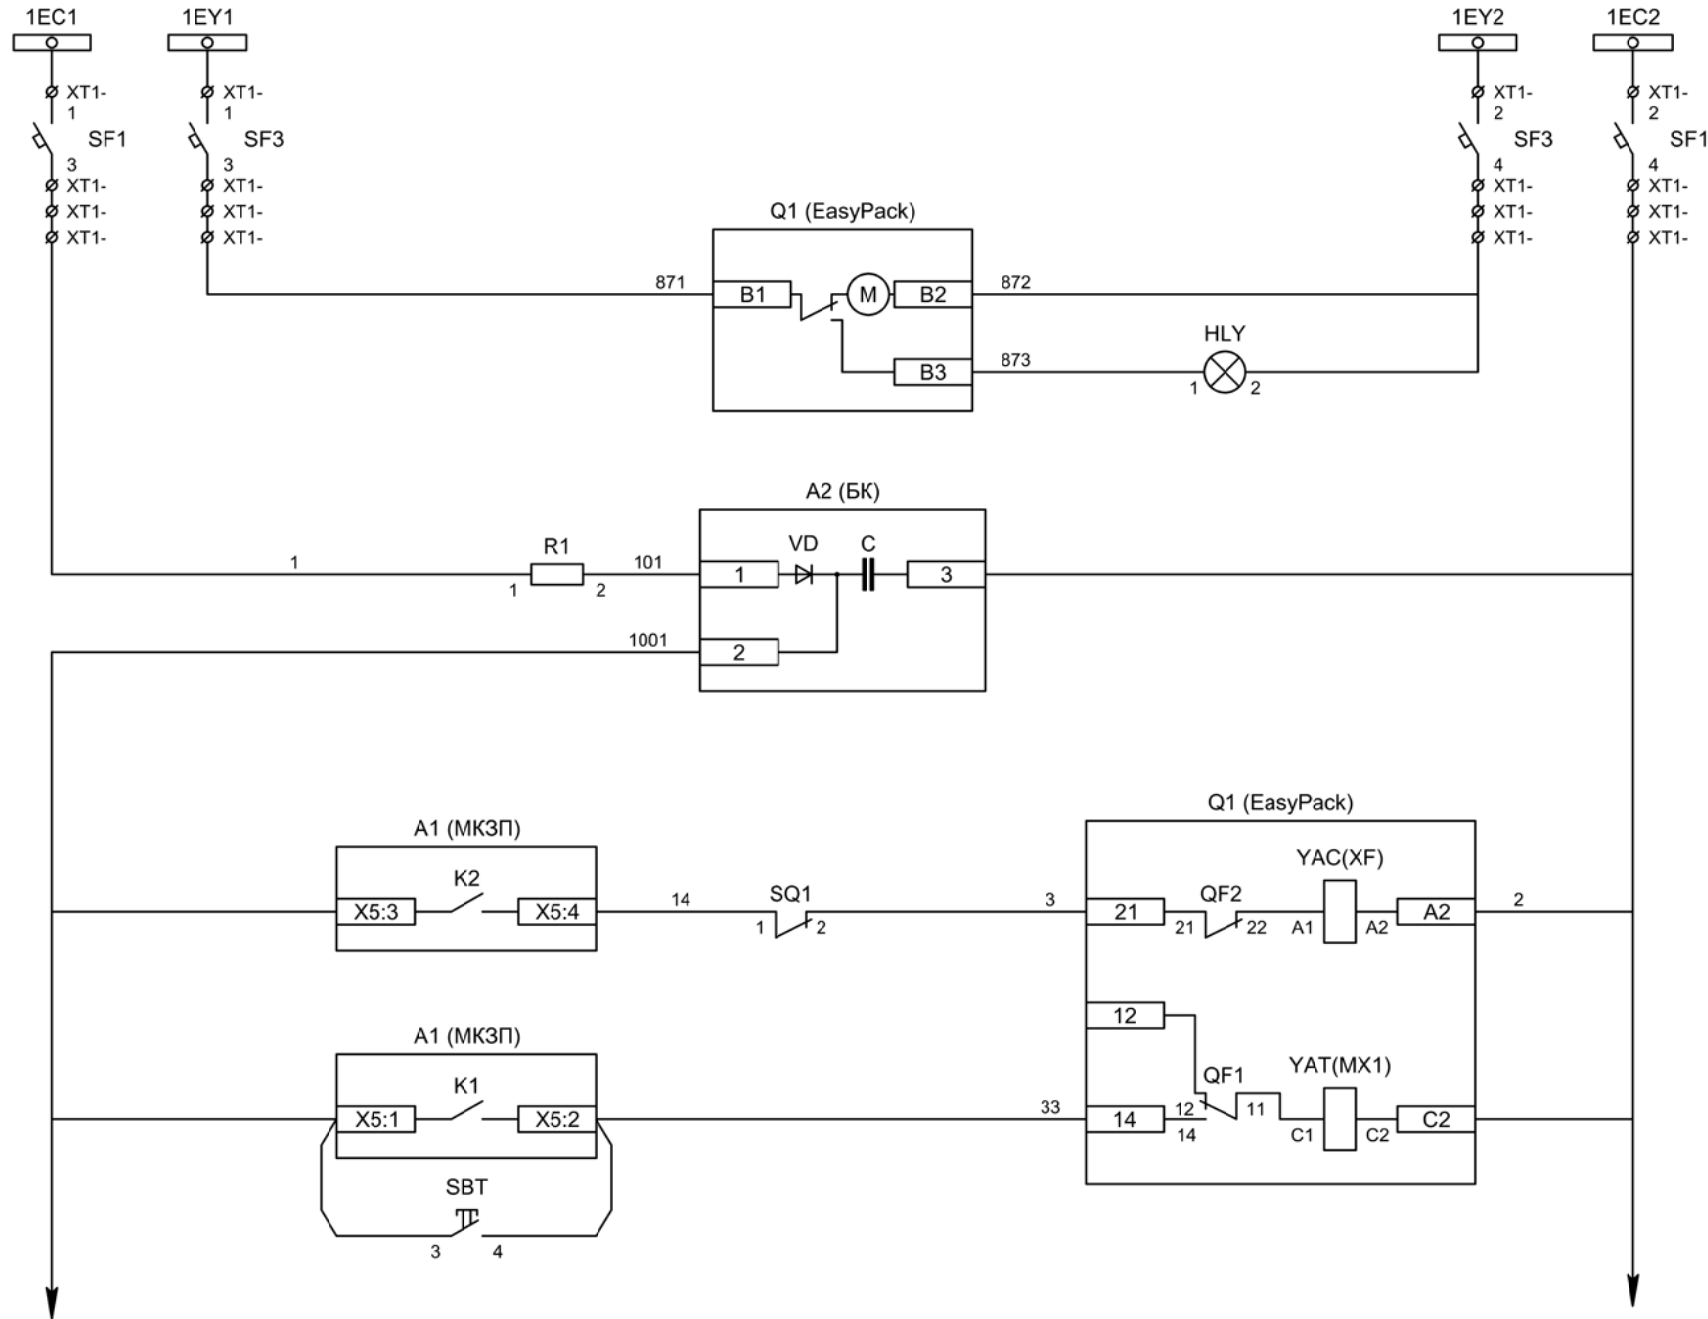 1EC1 1EY1 1EY2 1EC2
XT1- XT1- XT1- XT1-
1 1 2 2
SF1 SF3 SF3 SF1
3 3 4 4
XT1- XT1- XT1- XT1-
XT1- XT1- XT1- XT1-
XT1- XT1- XT1- XT1-
Q1 (EasyPack)
871 B1 M B2 872
HLY
B3 873 1 2
A2 (БК)
1 R1 101 1 VD C 3
1 2
1001 2
Q1 (EasyPack)
A1 (МКЗП)
K2 YAC(XF)
X5:3 X5:4 14 SQ1 3 21 QF2 A2 2
1 2 21 22 A1 A2
12
A1 (МКЗП)
K1 QF1 YAT(MX1)
X5:1 X5:2 33 14 12 11 C2
14 C1 C2
SBT
3 4